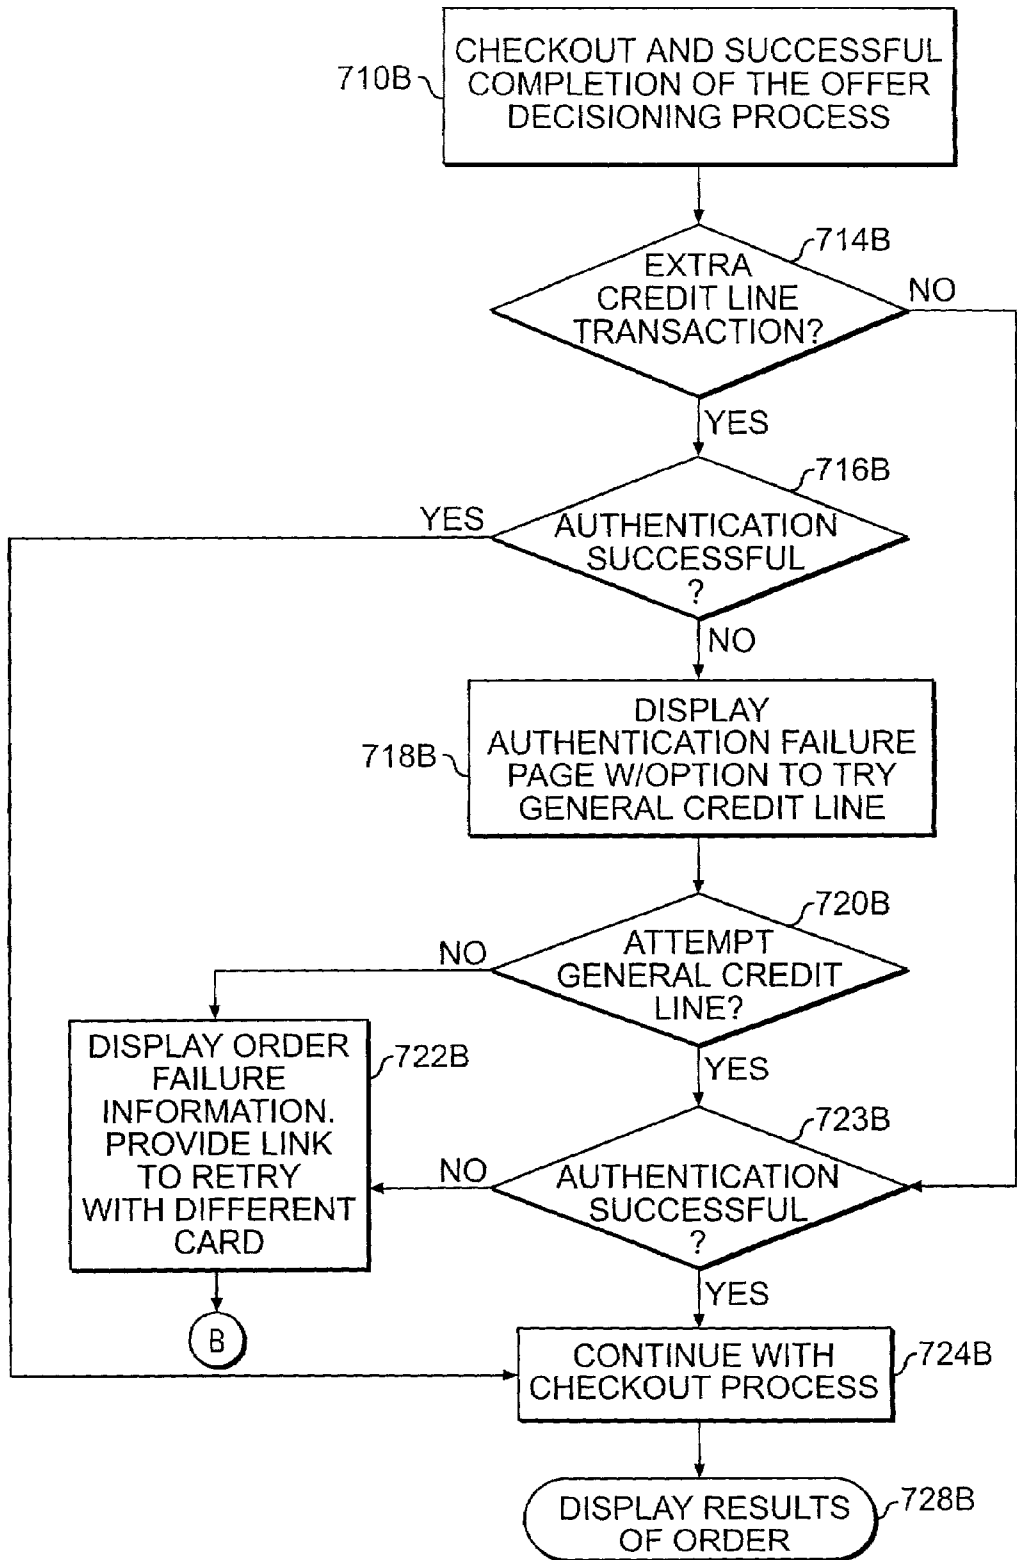 CHECKOUT AND SUCCESSFUL
COMPLETION OF THE OFFER
DECISIONING PROCESS
710B
714B
EXTRA
CREDIT LINE
TRANSACTION?
NO
YES
716B
YES
AUTHENTICATION
SUCCESSFUL
?
NO
DISPLAY
AUTHENTICATION FAILURE
PAGE W/OPTION TO TRY
GENERAL CREDIT LINE
718B
720B
NO
ATTEMPT
GENERAL CREDIT
LINE?
YES
DISPLAY ORDER
FAILURE
INFORMATION.
PROVIDE LINK
TO RETRY
WITH DIFFERENT
CARD
722B
723B
NO
AUTHENTICATION
SUCCESSFUL
?
YES
B
CONTINUE WITH
CHECKOUT PROCESS
724B
DISPLAY RESULTS
OF ORDER
728B